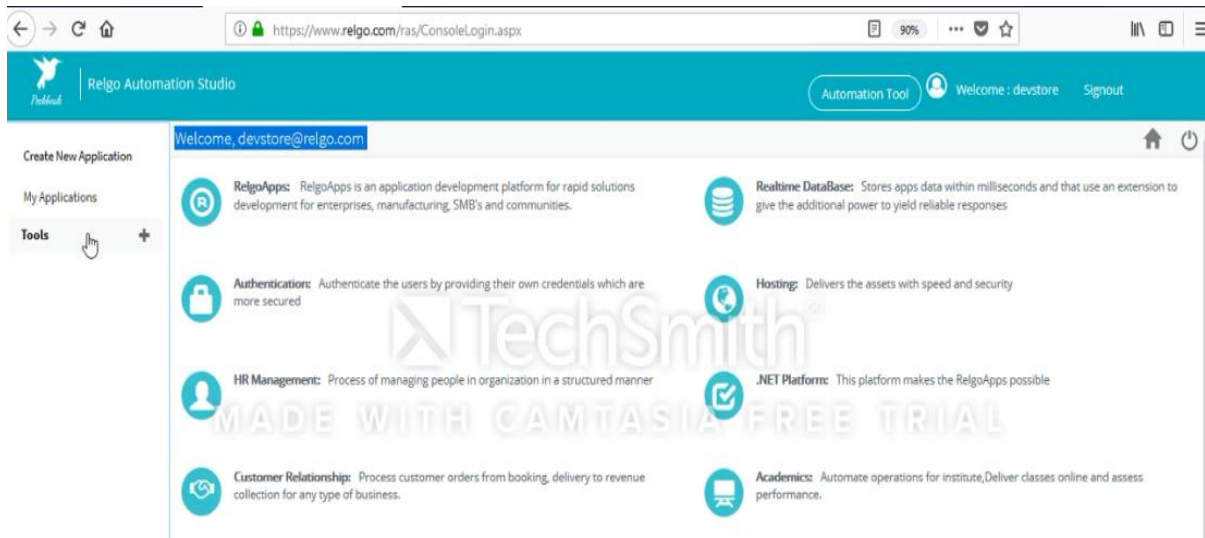 https://www.relgo.com/ras/ConsoleLogin.aspx
90%
Relgo Automation Studio
Automation Tool
Welcome : devstore
Signout
Create New Application
My Applications
Tools
Welcome, devstore@relgo.com
RelgoApps: RelgoApps is an application development platform for rapid solutions
development for enterprises, manufacturing, SMB's and communities.
Realtime DataBase: Stores apps data within milliseconds and that use an extension to
give the additional power to yield reliable responses
Authentication: Authenticate the users by providing their own credentials which are
more secured
Hosting: Delivers the assets with speed and security
TechSmith
HR Management: Process of managing people in organization in a structured manner
.NET Platform: This platform makes the RelgoApps possible
MADE WITH CAMTASIA FREE TRIAL
Customer Relationship: Process customer orders from booking, delivery to revenue
collection for any type of business.
Academics: Automate operations for institute,Deliver classes online and assess
performance.